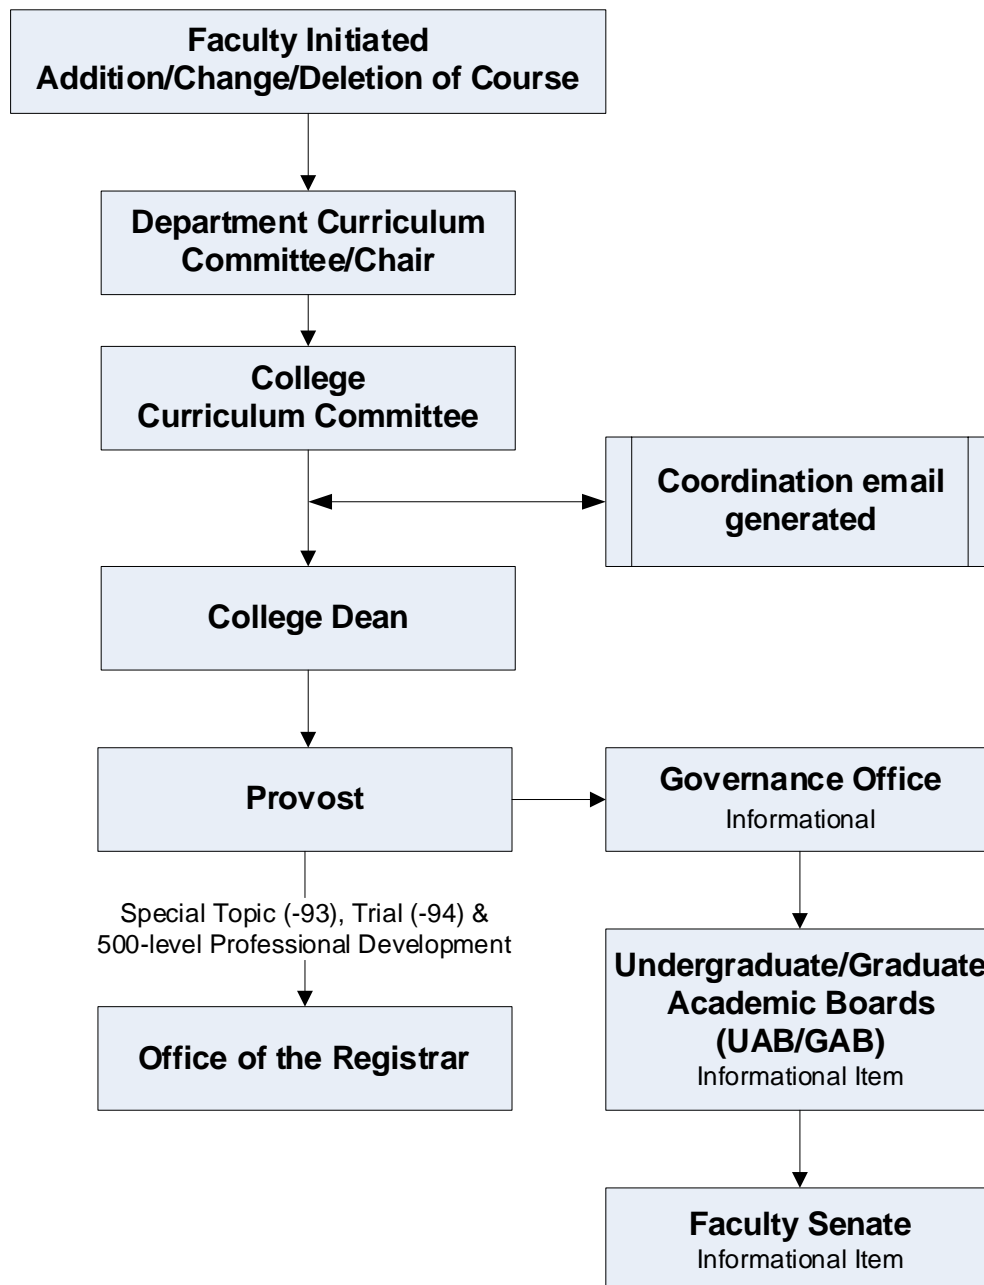 Faculty Initiated
Addition/Change/Deletion of Course
Department Curriculum
Committee/Chair
College
Curriculum Committee
Coordination email
generated
College Dean
Provost
Governance Office
Informational
Special Topic (-93), Trial (-94) &
500-level Professional Development
Undergraduate/Graduate
Academic Boards
(UAB/GAB)
Informational Item
Office of the Registrar
Faculty Senate
Informational Item